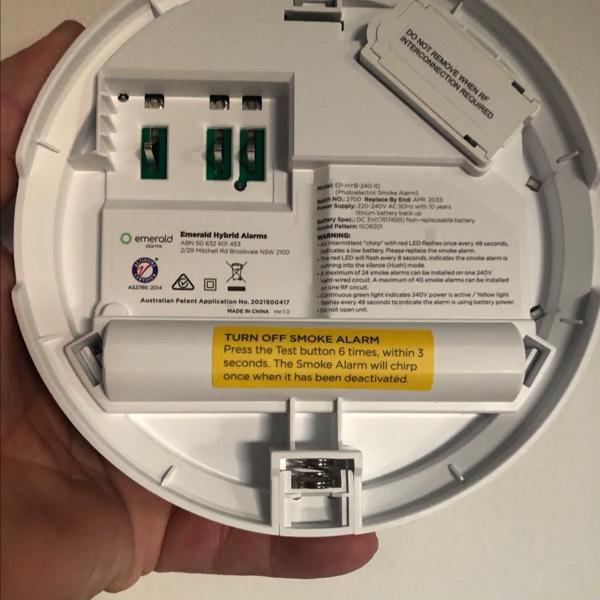 DO NOT REMOVE WHEN RF
INTERCONNECTION REQUIRED
Model: EP-HYB-240-10
(Photoelectric Smoke Alarm)
Batch NO.: 2700 Replace By End: APR. 2033
Power Supply: 220-240V AC 50Hz with 10 years
lithium battery back up
Battery Spec.: DC 3V(CR17450) Non-replaceable battery
Sound Pattern: ISO8201
WARNING:
• An intermittent "chirp" with red LED flashes once every 48 seconds,
indicates a low battery, Please replace the smoke alarm.
• The red LED will flash every 8 seconds, indicates the smoke alarm is
running into the silence (Hush) mode.
• A maximum of 24 smoke alarms can be installed on one 240V
hard-wired circuit. A maximum of 40 smoke alarms can be installed
on one RF circuit.
• Continuous green light indicates 240V power is active / Yellow light
flashes every 48 seconds to indicate the alarm is using battery power.
• Do not open unit.
emerald
alarms
Emerald Hybrid Alarms
ABN 50 632 601 453
2/29 Mitchell Rd Brookvale NSW 2100
AS3786:2014
Australian Patent Application No. 2021900417
MADE IN CHINA Ver1.0
TURN OFF SMOKE ALARM
Press the Test button 6 times, within 3
seconds. The Smoke Alarm will chirp
once when it has been deactivated.